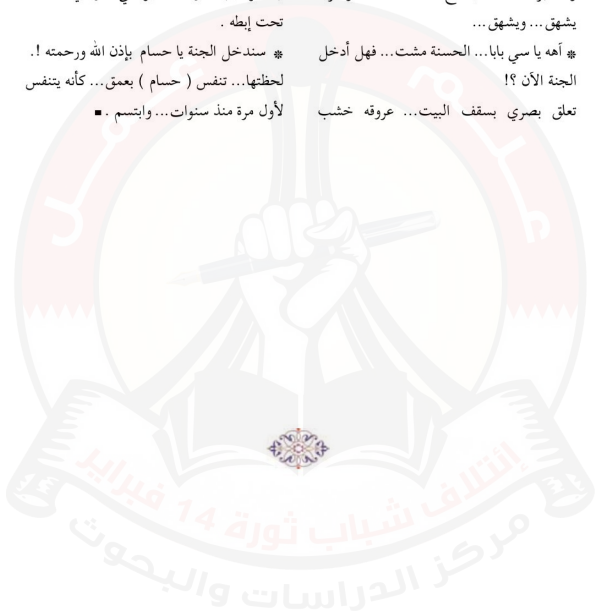 يشهق... ويشهق...
* آهه يا سي بابا... الحسنة مشت... فهل أدخل
الجنة الآن ؟!
تعلق بصري بسقف البيت... عروقه خشب
تحت إبطه .
* سندخل الجنة يا حسام بإذن الله ورحمته !.
لحظتها... تنفس ( حسام ) بعمق... كأنه يتنفس
لأول مرة منذ سنوات... وابتسم . ■
علم عمل
ائتلاف شباب ثورة 14 فبراير
مركز الدراسات والبحوث